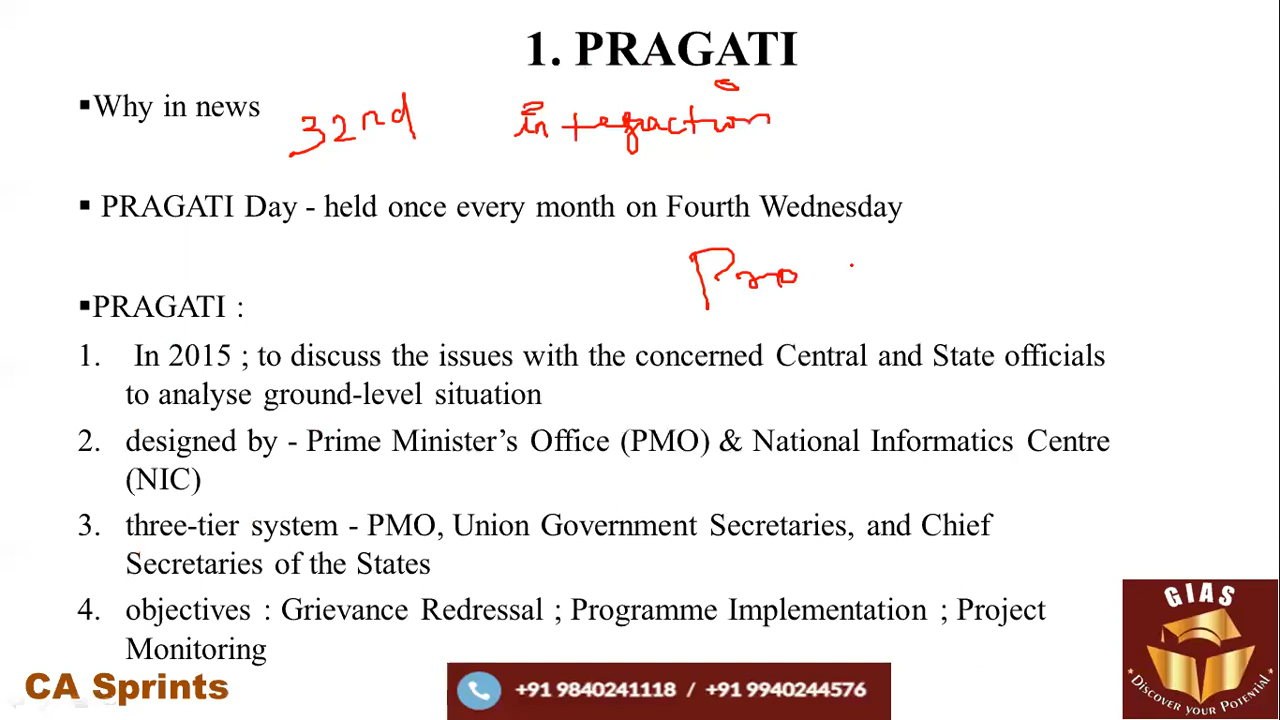 1. PRAGATI
▪Why in news
32nd interaction
▪ PRAGATI Day - held once every month on Fourth Wednesday
Pmo
▪PRAGATI :
1. In 2015 ; to discuss the issues with the concerned Central and State officials
to analyse ground-level situation
2. designed by - Prime Minister’s Office (PMO) & National Informatics Centre
(NIC)
3. three-tier system - PMO, Union Government Secretaries, and Chief
Secretaries of the States
4. objectives : Grievance Redressal ; Programme Implementation ; Project
Monitoring
GIAS
DISCOVER YOUR POTENTIAL
CA Sprints
+91 9840241118 / +91 9940244576